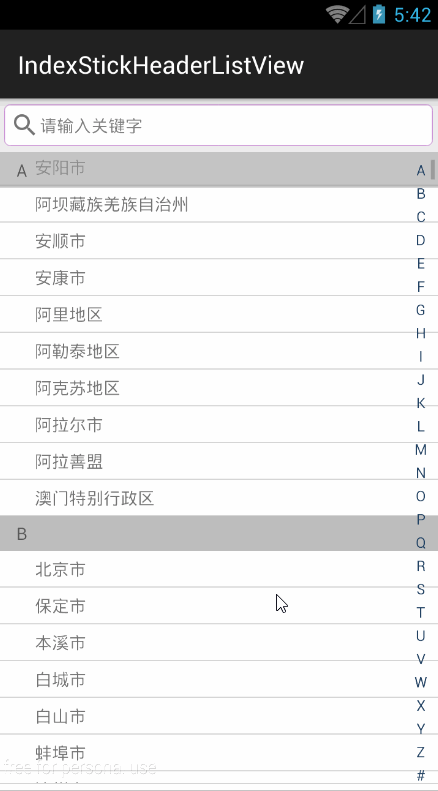 5:42
IndexStickHeaderListView
请输入关键字
A
安阳市
阿坝藏族羌族自治州
安顺市
安康市
阿里地区
阿勒泰地区
阿克苏地区
阿拉尔市
阿拉善盟
澳门特别行政区
B
北京市
保定市
本溪市
白城市
白山市
蚌埠市
free for personal use
A
B
C
D
E
F
G
H
I
J
K
L
M
N
O
P
Q
R
S
T
U
V
W
X
Y
Z
#